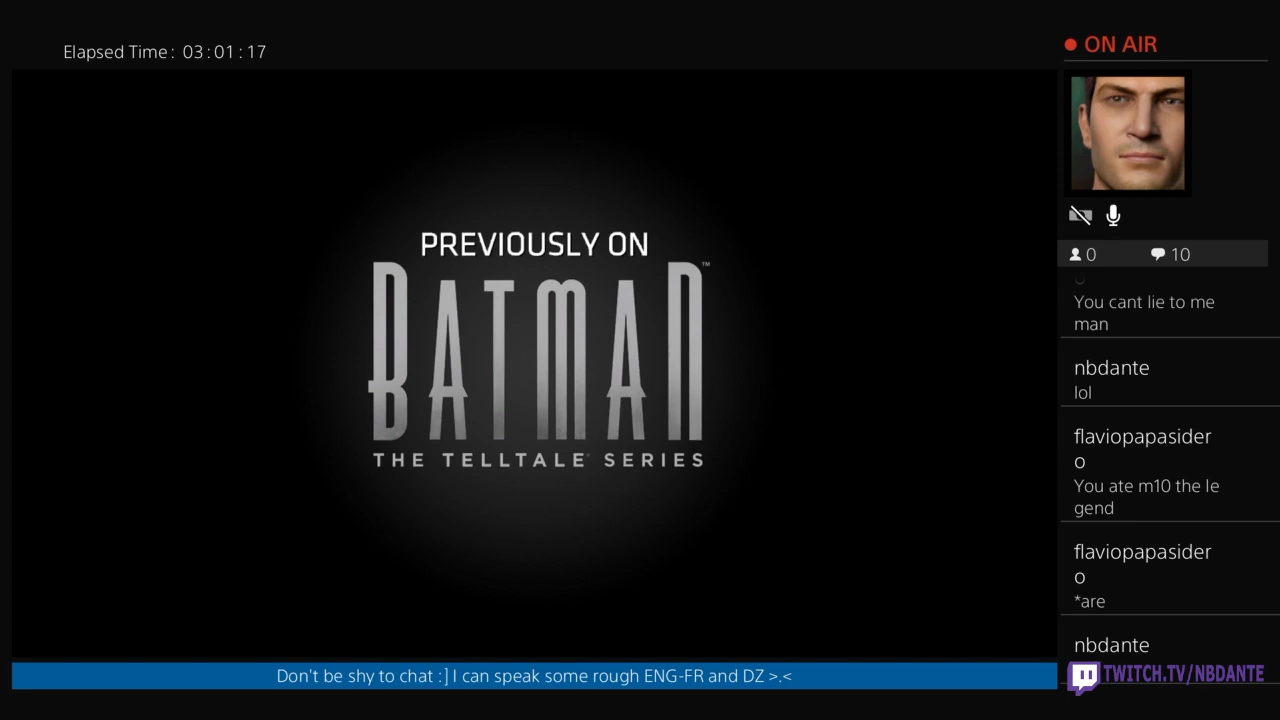 Elapsed Time: 03:01:17
ON AIR
PREVIOUSLY ON
BATMAN™
THE TELLTALE SERIES
0
10
o
You cant lie to me
man
nbdante
lol
flaviopapasider
o
You ate m10 the le
gend
flaviopapasider
o
*are
nbdante
TWITCH.TV/NBDANTE
Don't be shy to chat :] I can speak some rough ENG-FR and DZ >.<